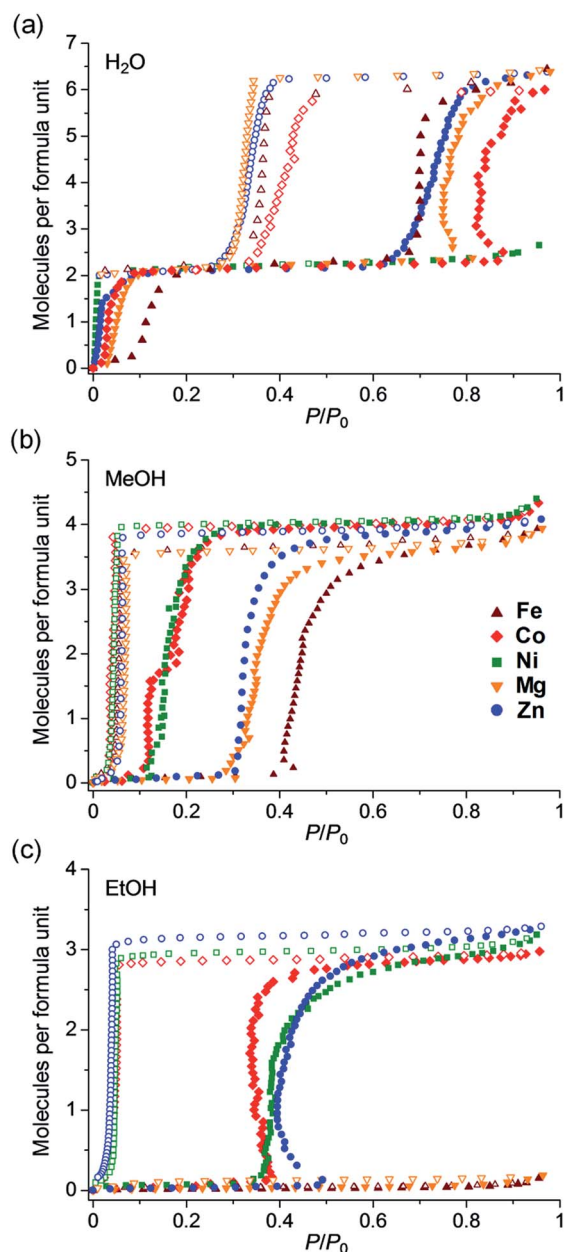 (a)
H₂O
Molecules per formula unit
7
6
5
4
3
2
1
0
0 0.2 0.4 0.6 0.8 1
P/P₀
(b)
MeOH
Molecules per formula unit
5
4
3
2
1
0
Fe
Co
Ni
Mg
Zn
0 0.2 0.4 0.6 0.8 1
P/P₀
(c)
EtOH
Molecules per formula unit
4
3
2
1
0
0 0.2 0.4 0.6 0.8 1
P/P₀